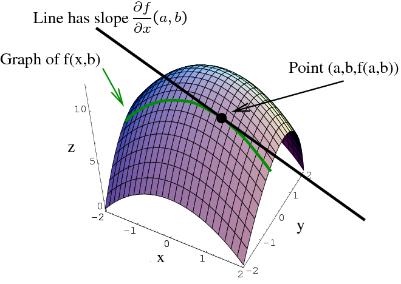 Line has slope ∂f/∂x (a, b)
Graph of f(x,b)
Point (a,b,f(a,b))
1.0
z
5
0
-2
-1
0
x
1
2
-2
-1
0
y
1
2